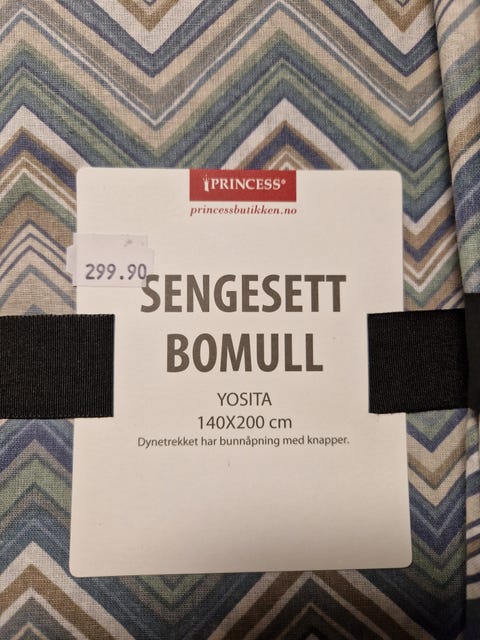 PRINCESS®
princessbutikken.no
299.90
SENGESETT
BOMULL
YOSITA
140X200 cm
Dynetrekket har bunnåpning med knapper.